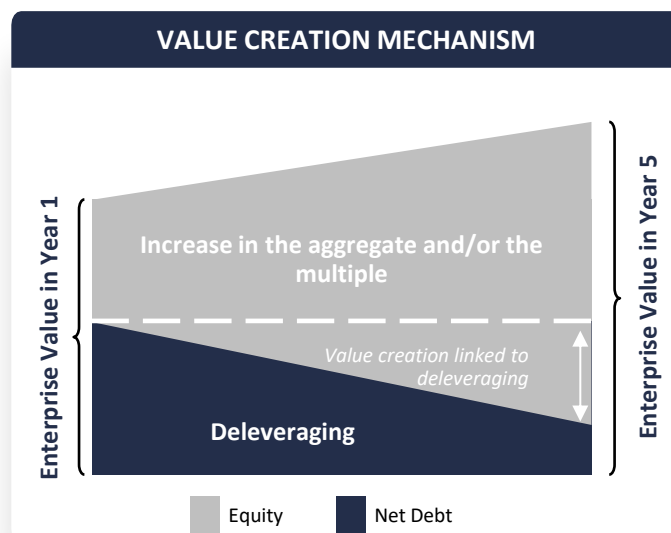 VALUE CREATION MECHANISM
Enterprise Value in Year 1
Increase in the aggregate and/or the
multiple
Value creation linked to
deleveraging
Deleveraging
Enterprise Value in Year 5
Equity
Net Debt